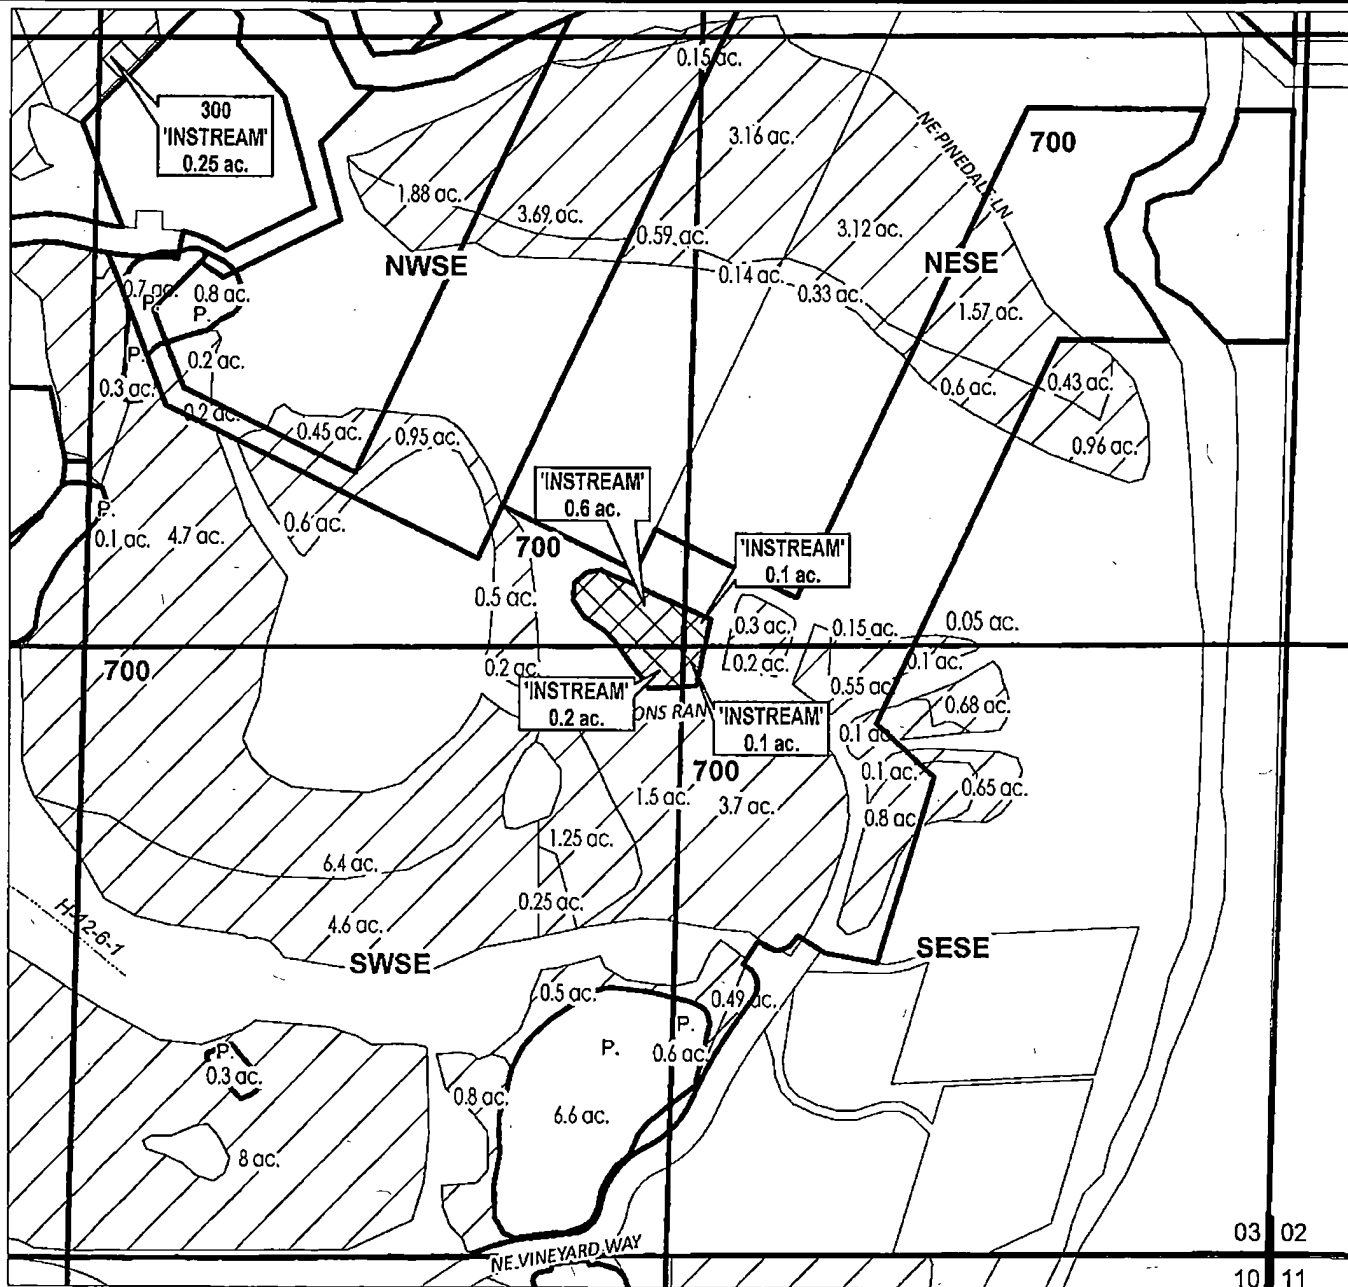 0.15 ac.
300
'INSTREAM'
0.25 ac.
3.16 ac.
NE PINEDALE LN
700
1.88 ac.
3.69 ac.
0.59 ac.
3.12 ac.
NWSE
NESE
0.14 ac.
0.33 ac.
0.7 ac.
P.
0.8 ac.
P.
1.57 ac.
P.
0.2 ac.
0.3 ac.
0.2 ac.
0.6 ac.
0.43 ac.
0.45 ac.
0.95 ac.
0.96 ac.
'INSTREAM'
0.6 ac.
P.
0.1 ac.
4.7 ac.
0.6 ac.
700
'INSTREAM'
0.1 ac.
0.5 ac.
0.3 ac.
0.15 ac.
0.05 ac.
700
0.2 ac.
0.2 ac.
0.1 ac.
0.55 ac
'INSTREAM'
0.2 ac.
ONS RAN
'INSTREAM'
0.1 ac.
0.68 ac.
0.1 ac
700
0.1 ac.
0.65 ac.
1.5 ac.
3.7 ac.
0.8 ac
1.25 ac.
6.4 ac.
0.25 ac.
H-12-6-1
4.6 ac.
SWSE
SESE
0.5 ac.
0.49 ac.
P.
0.6 ac.
P.
P.
0.3 ac.
0.8 ac.
6.6 ac.
8 ac.
NE VINEYARD WAY
03 02
10 11